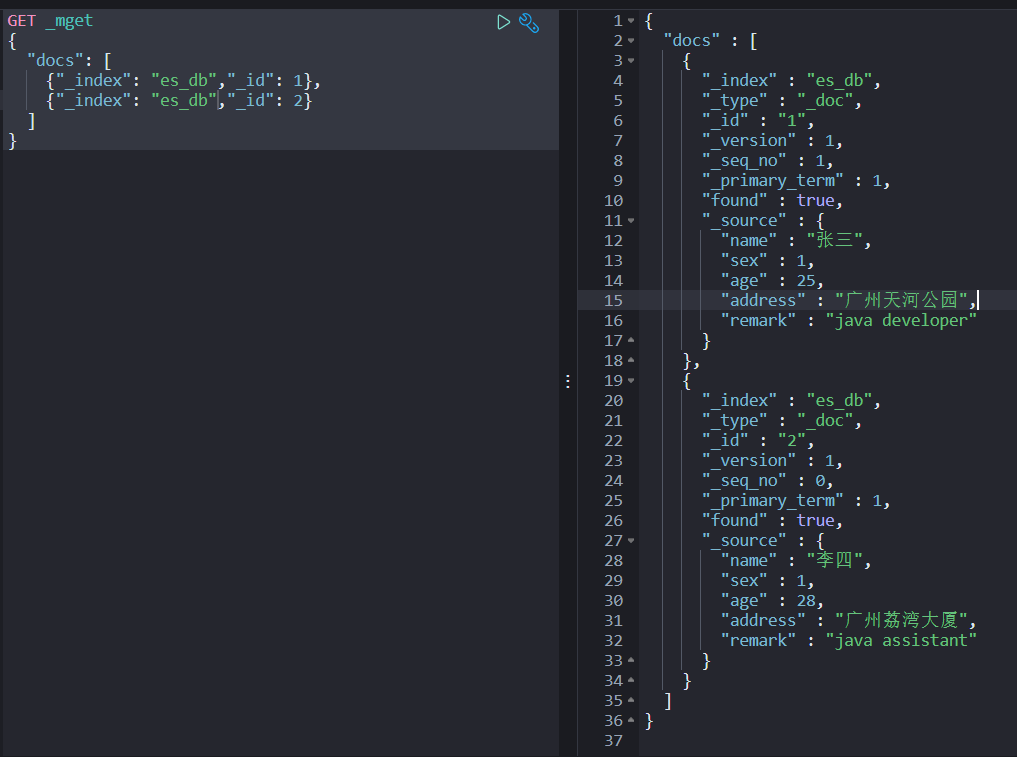 GET _mget
{
  "docs": [
    {"_index": "es_db","_id": 1},
    {"_index": "es_db","_id": 2}
  ]
}
1 {
2   "docs" : [
3     {
4       "_index" : "es_db",
5       "_type" : "_doc",
6       "_id" : "1",
7       "_version" : 1,
8       "_seq_no" : 1,
9       "_primary_term" : 1,
10       "found" : true,
11       "_source" : {
12         "name" : "张三",
13         "sex" : 1,
14         "age" : 25,
15         "address" : "广州天河公园",
16         "remark" : "java developer"
17       }
18     },
19     {
20       "_index" : "es_db",
21       "_type" : "_doc",
22       "_id" : "2",
23       "_version" : 1,
24       "_seq_no" : 0,
25       "_primary_term" : 1,
26       "found" : true,
27       "_source" : {
28         "name" : "李四",
29         "sex" : 1,
30         "age" : 28,
31         "address" : "广州荔湾大厦",
32         "remark" : "java assistant"
33       }
34     }
35   ]
36 }
37